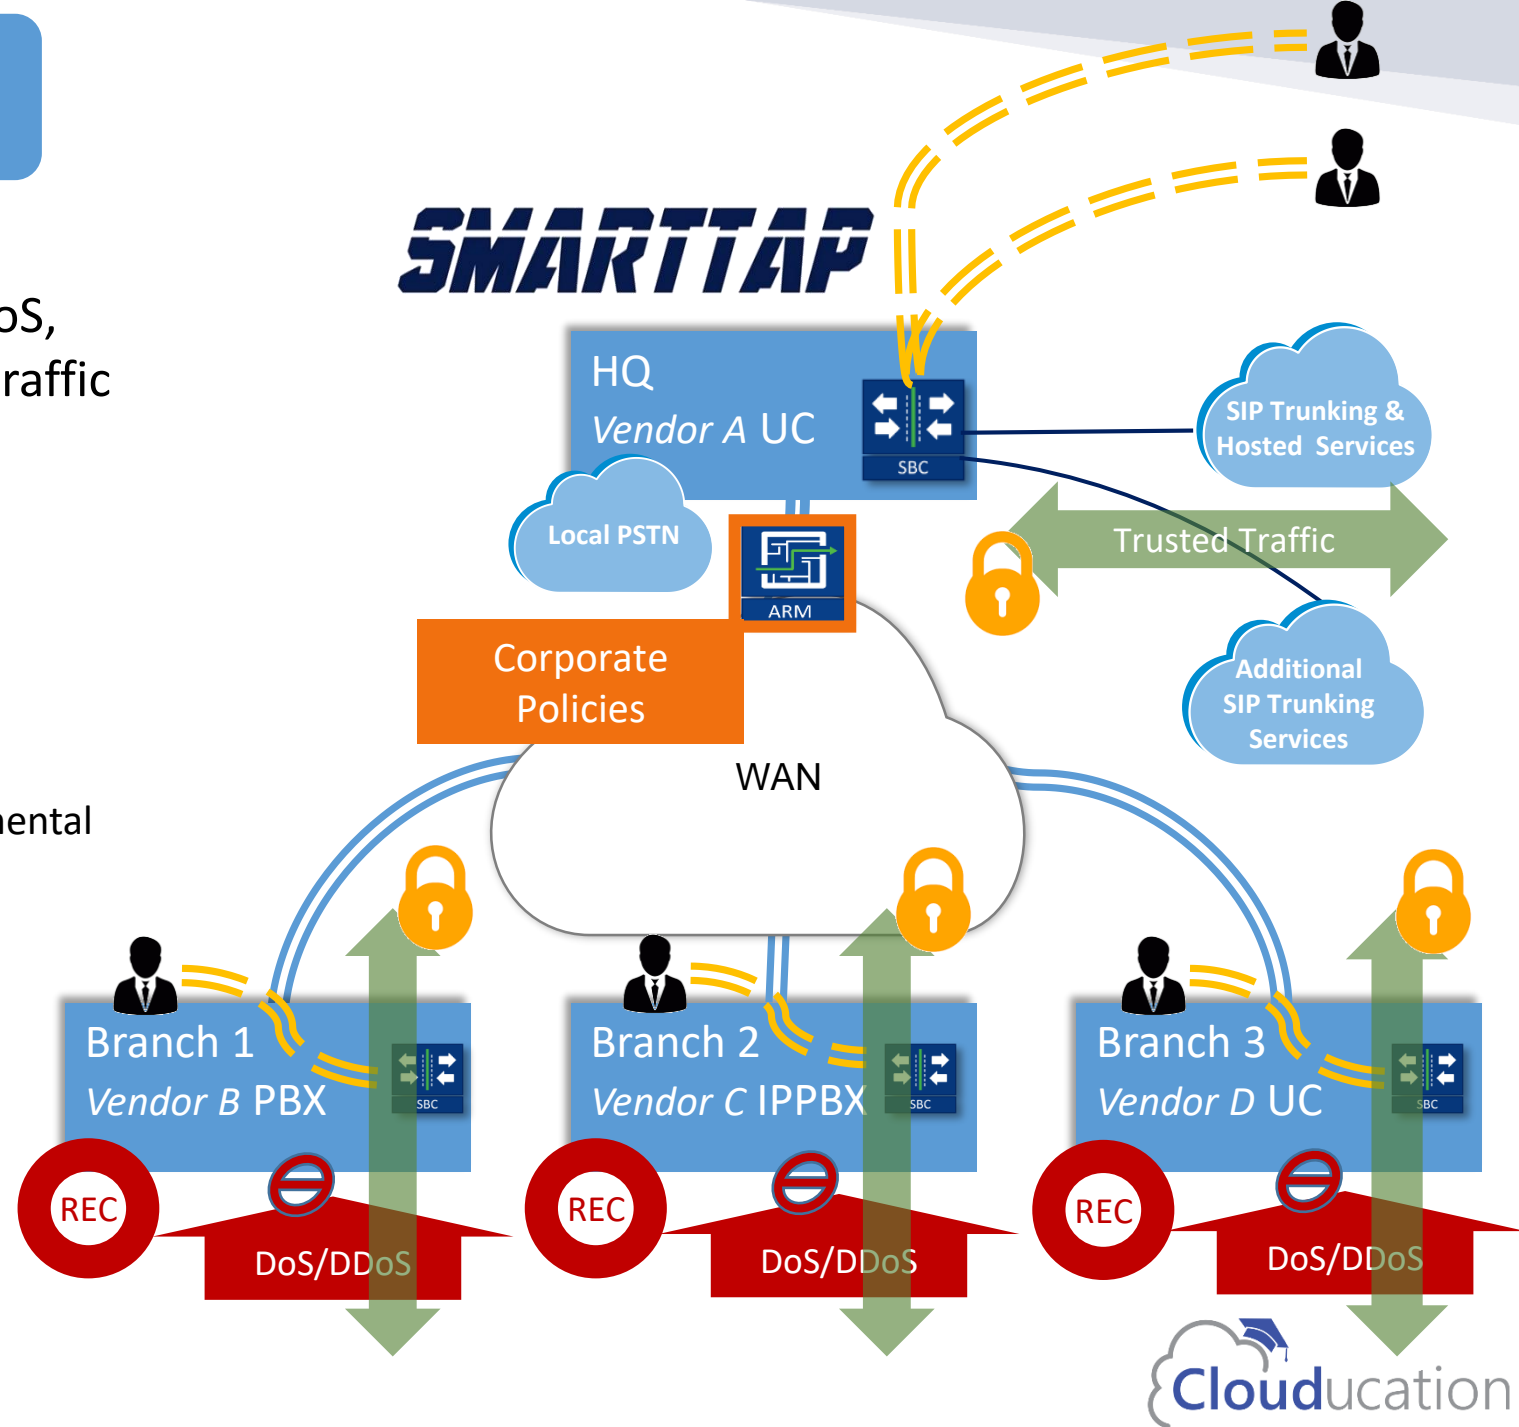 SMARTTAP
oS,
raffic
HQ
Vendor A UC
SBC
SIP Trunking &
Hosted Services
Local PSTN
Trusted Traffic
ARM
Corporate
Policies
Additional
SIP Trunking
Services
WAN
nental
Branch 1
Vendor B PBX
SBC
Branch 2
Vendor C IPPBX
SBC
Branch 3
Vendor D UC
SBC
REC
DoS/DDoS
REC
DoS/DDoS
REC
DoS/DDoS
Clouducation